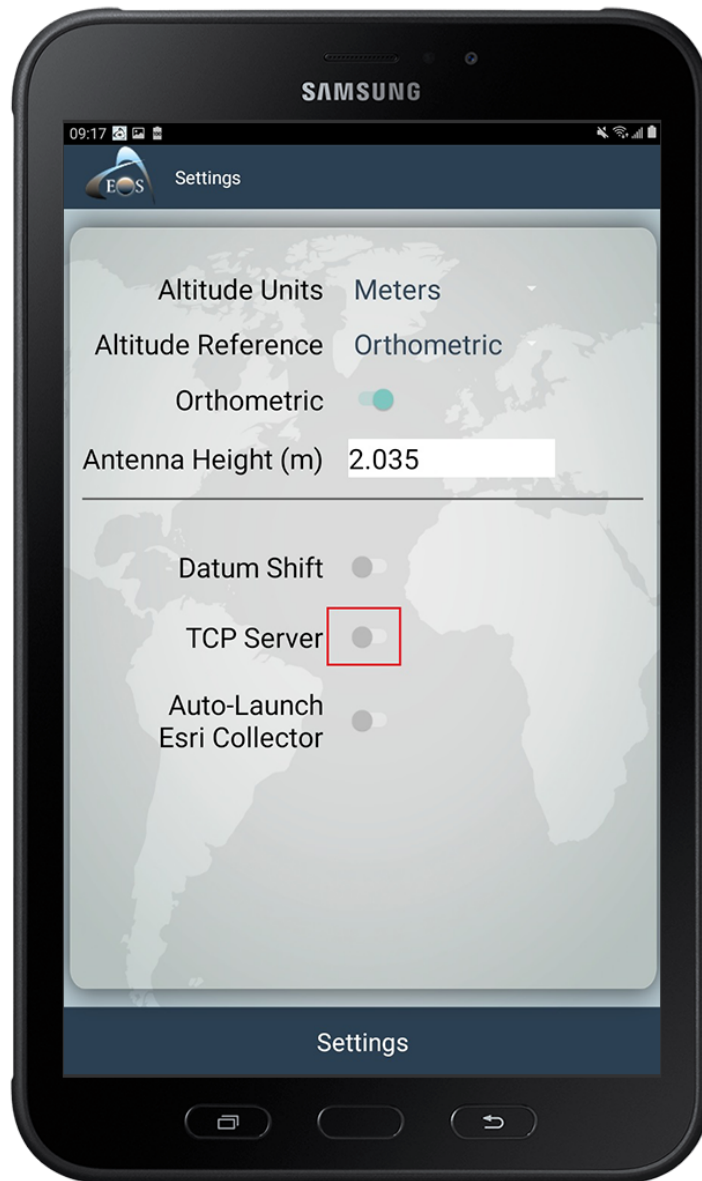 SAMSUNG
09:17
EOS
Settings
Altitude Units Meters
Altitude Reference Orthometric
Orthometric
Antenna Height (m) 2.035
Datum Shift
TCP Server
Auto-Launch
Esri Collector
Settings